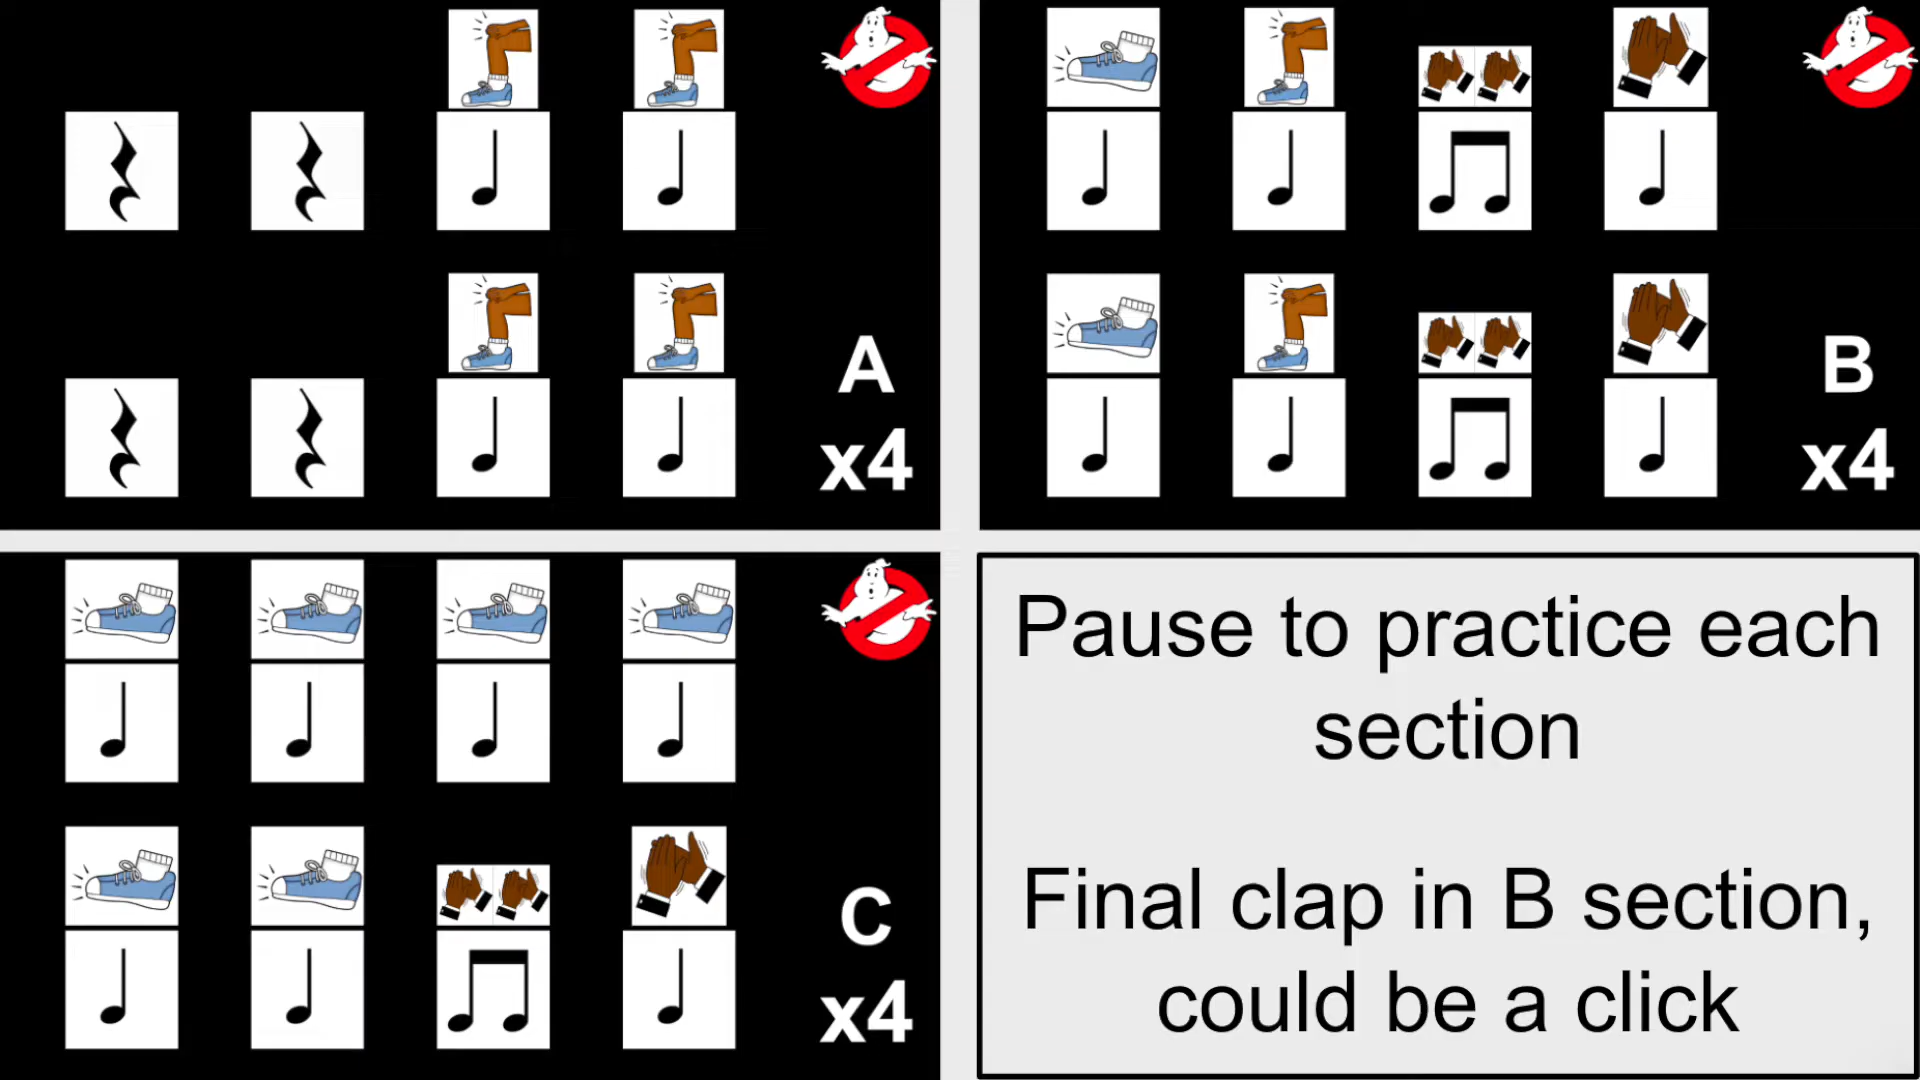 A
x4
B
x4
C
x4
Pause to practice each
section
Final clap in B section,
could be a click